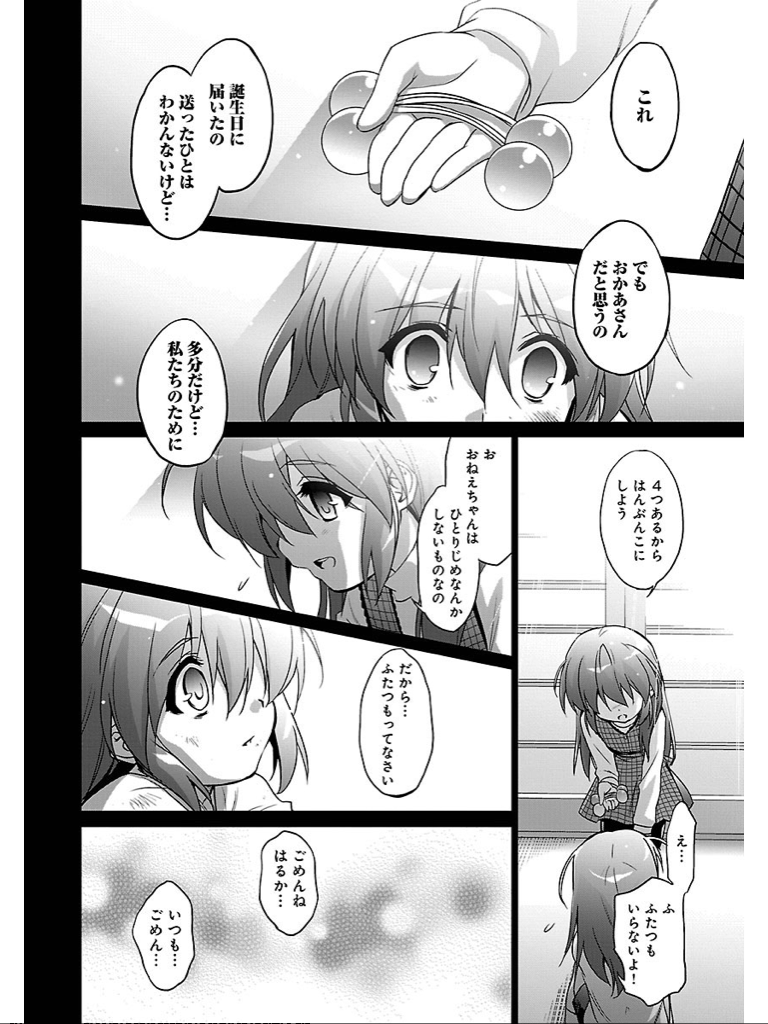 これ
誕生日に
届いたの
送ったひとは
わかんないけど…
でも
おかあさん
だと思うの
多分だけど…
私たちのために
4つあるから
はんぶんこに
しよう
え…
ふ
ふたつも
いらないよ!
お
おねえちゃんは
ひとりじめなんか
しないものなの
だから…
ふたつもってなさい
ごめんね
はるか…
いつも…
ごめん…